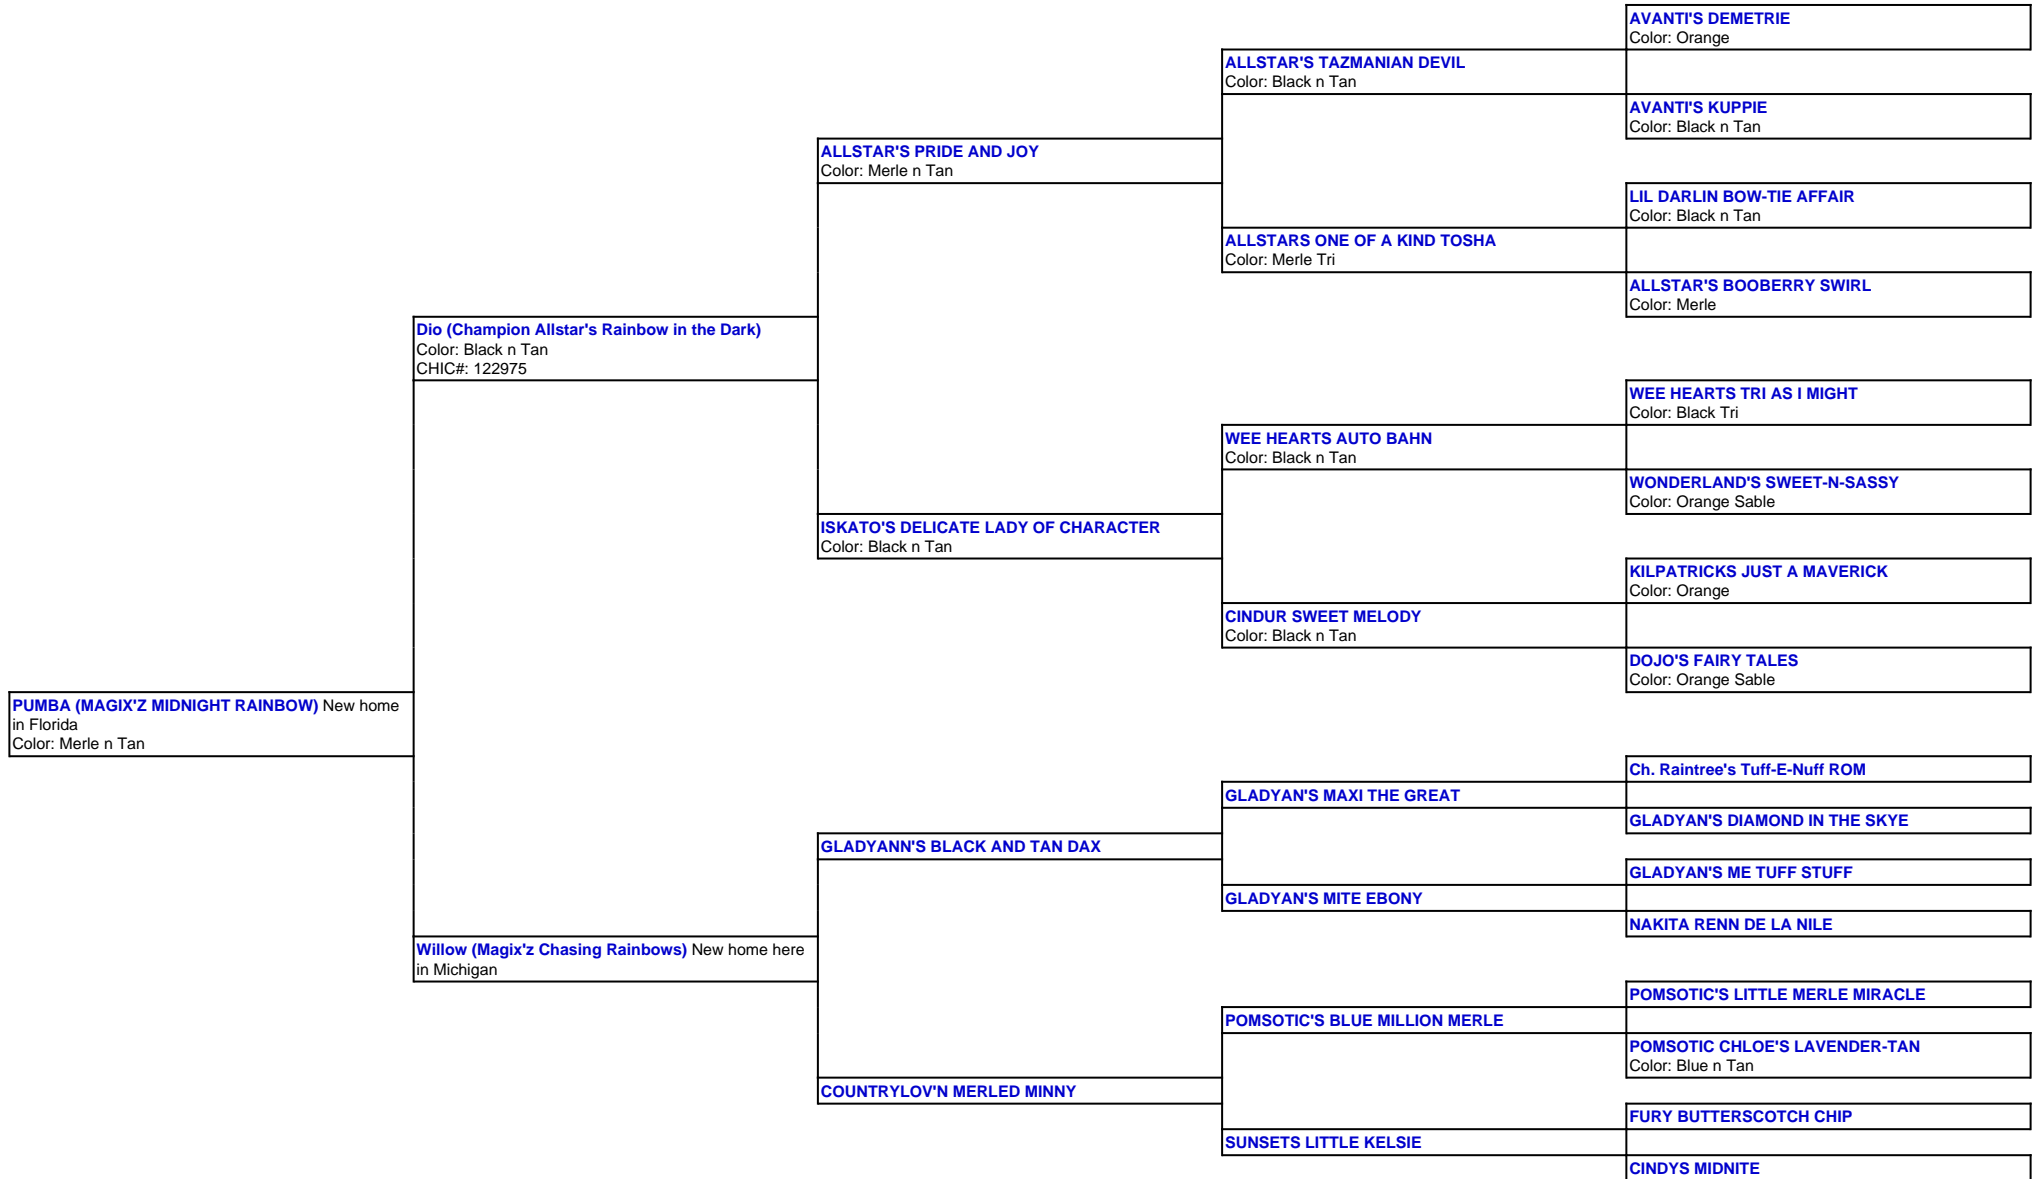 AVANTI'S DEMETRIE
Color: Orange
ALLSTAR'S TAZMANIAN DEVIL
Color: Black n Tan
AVANTI'S KUPPIE
Color: Black n Tan
ALLSTAR'S PRIDE AND JOY
Color: Merle n Tan
LIL DARLIN BOW-TIE AFFAIR
Color: Black n Tan
ALLSTARS ONE OF A KIND TOSHA
Color: Merle Tri
ALLSTAR'S BOOBERRY SWIRL
Color: Merle
Dio (Champion Allstar's Rainbow in the Dark)
Color: Black n Tan
CHIC#: 122975
WEE HEARTS TRI AS I MIGHT
Color: Black Tri
WEE HEARTS AUTO BAHN
Color: Black n Tan
WONDERLAND'S SWEET-N-SASSY
Color: Orange Sable
ISKATO'S DELICATE LADY OF CHARACTER
Color: Black n Tan
KILPATRICKS JUST A MAVERICK
Color: Orange
CINDUR SWEET MELODY
Color: Black n Tan
DOJO'S FAIRY TALES
Color: Orange Sable
PUMBA (MAGIX'Z MIDNIGHT RAINBOW) New home
in Florida
Color: Merle n Tan
Ch. Raintree's Tuff-E-Nuff ROM
GLADYAN'S MAXI THE GREAT
GLADYAN'S DIAMOND IN THE SKYE
GLADYANN'S BLACK AND TAN DAX
GLADYAN'S ME TUFF STUFF
GLADYAN'S MITE EBONY
NAKITA RENN DE LA NILE
Willow (Magix'z Chasing Rainbows) New home here
in Michigan
POMSOTIC'S LITTLE MERLE MIRACLE
POMSOTIC'S BLUE MILLION MERLE
POMSOTIC CHLOE'S LAVENDER-TAN
Color: Blue n Tan
COUNTRYLOV'N MERLED MINNY
FURY BUTTERSCOTCH CHIP
SUNSETS LITTLE KELSIE
CINDYS MIDNITE